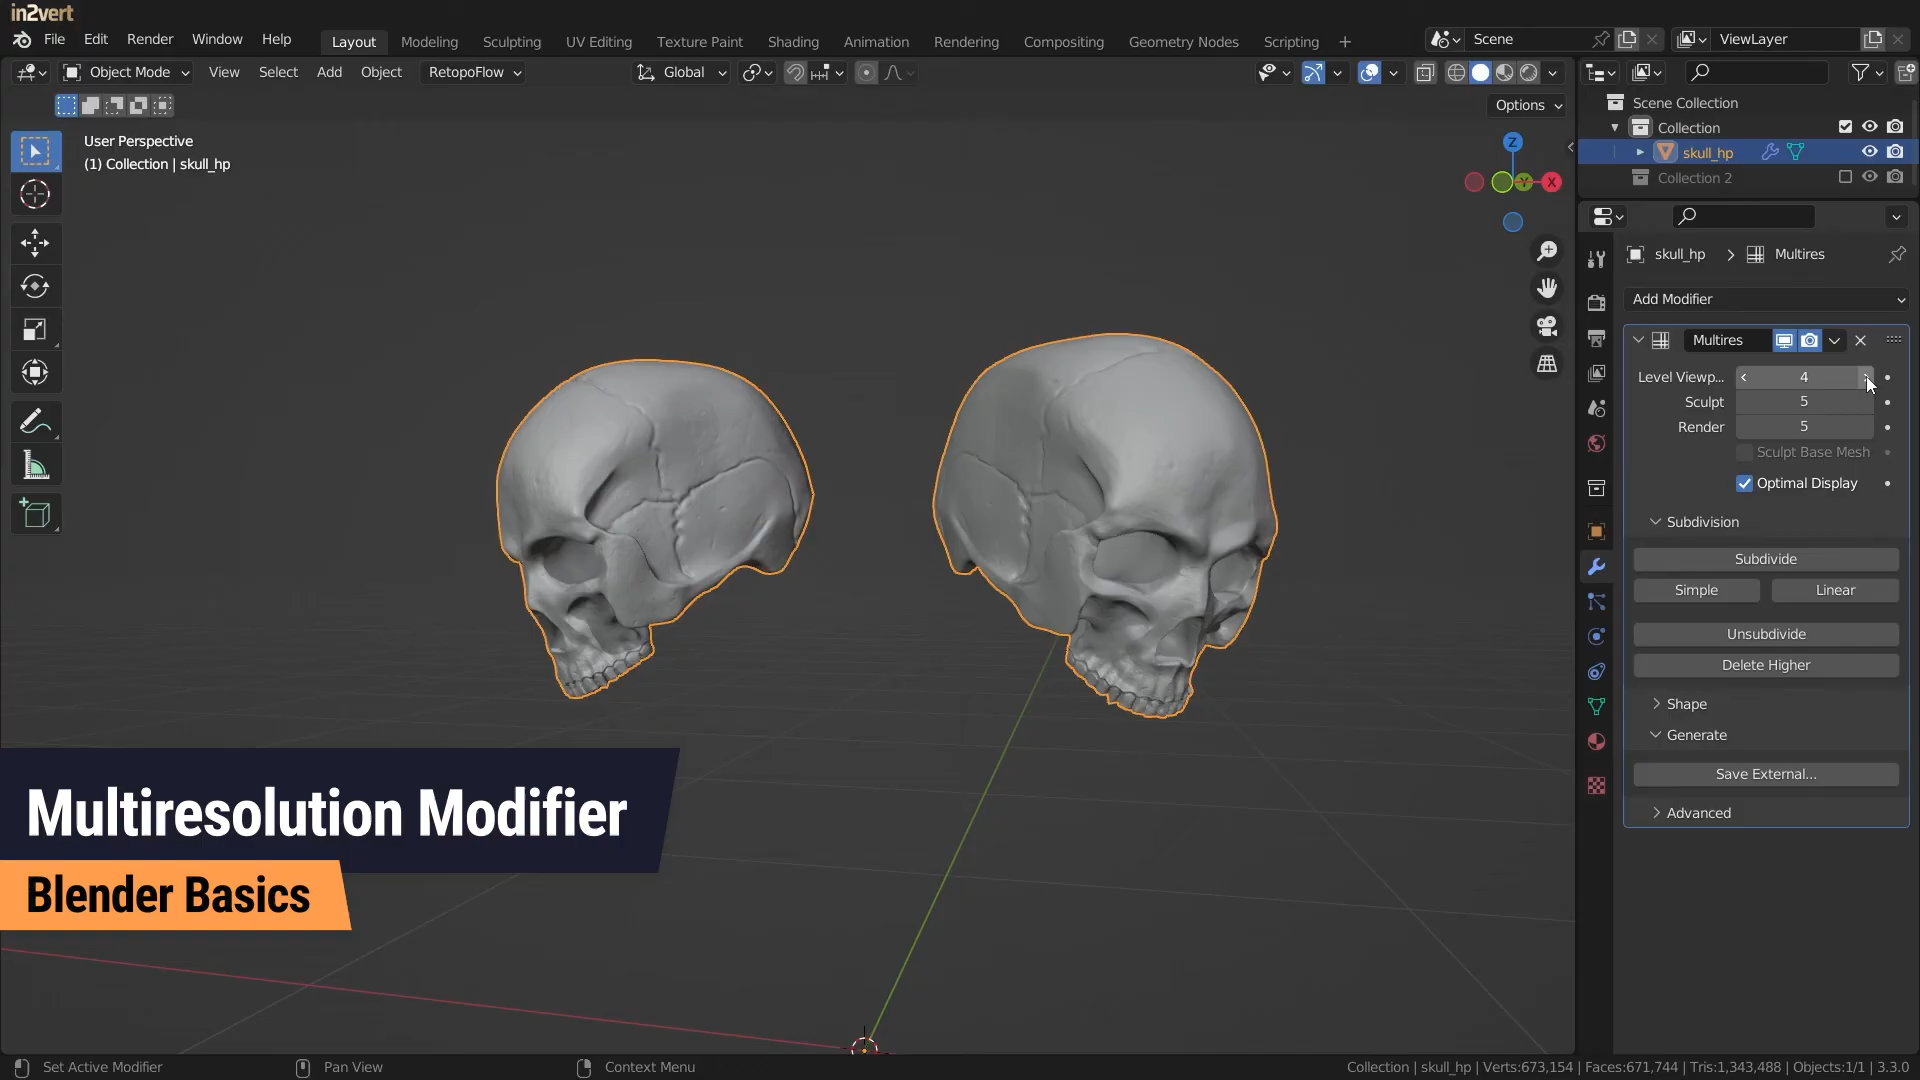 in2vert
File Edit Render Window Help
Layout Modeling Sculpting UV Editing Texture Paint Shading Animation Rendering Compositing Geometry Nodes Scripting +
Scene
ViewLayer
Object Mode View Select Add Object RetopoFlow
Global
Options
User Perspective
(1) Collection | skull_hp
Z
Y
X
Scene Collection
Collection
skull_hp
Collection 2
skull_hp > Multires
Add Modifier
Multires
Level Viewp... 4
Sculpt 5
Render 5
Sculpt Base Mesh
Optimal Display
Subdivision
Subdivide
Simple Linear
Unsubdivide
Delete Higher
Shape
Generate
Save External...
Advanced
Multiresolution Modifier
Blender Basics
Set Active Modifier
Pan View
Context Menu
Collection | skull_hp | Verts:673,154 | Faces:671,744 | Tris:1,343,488 | Objects:1/1 | 3.3.0